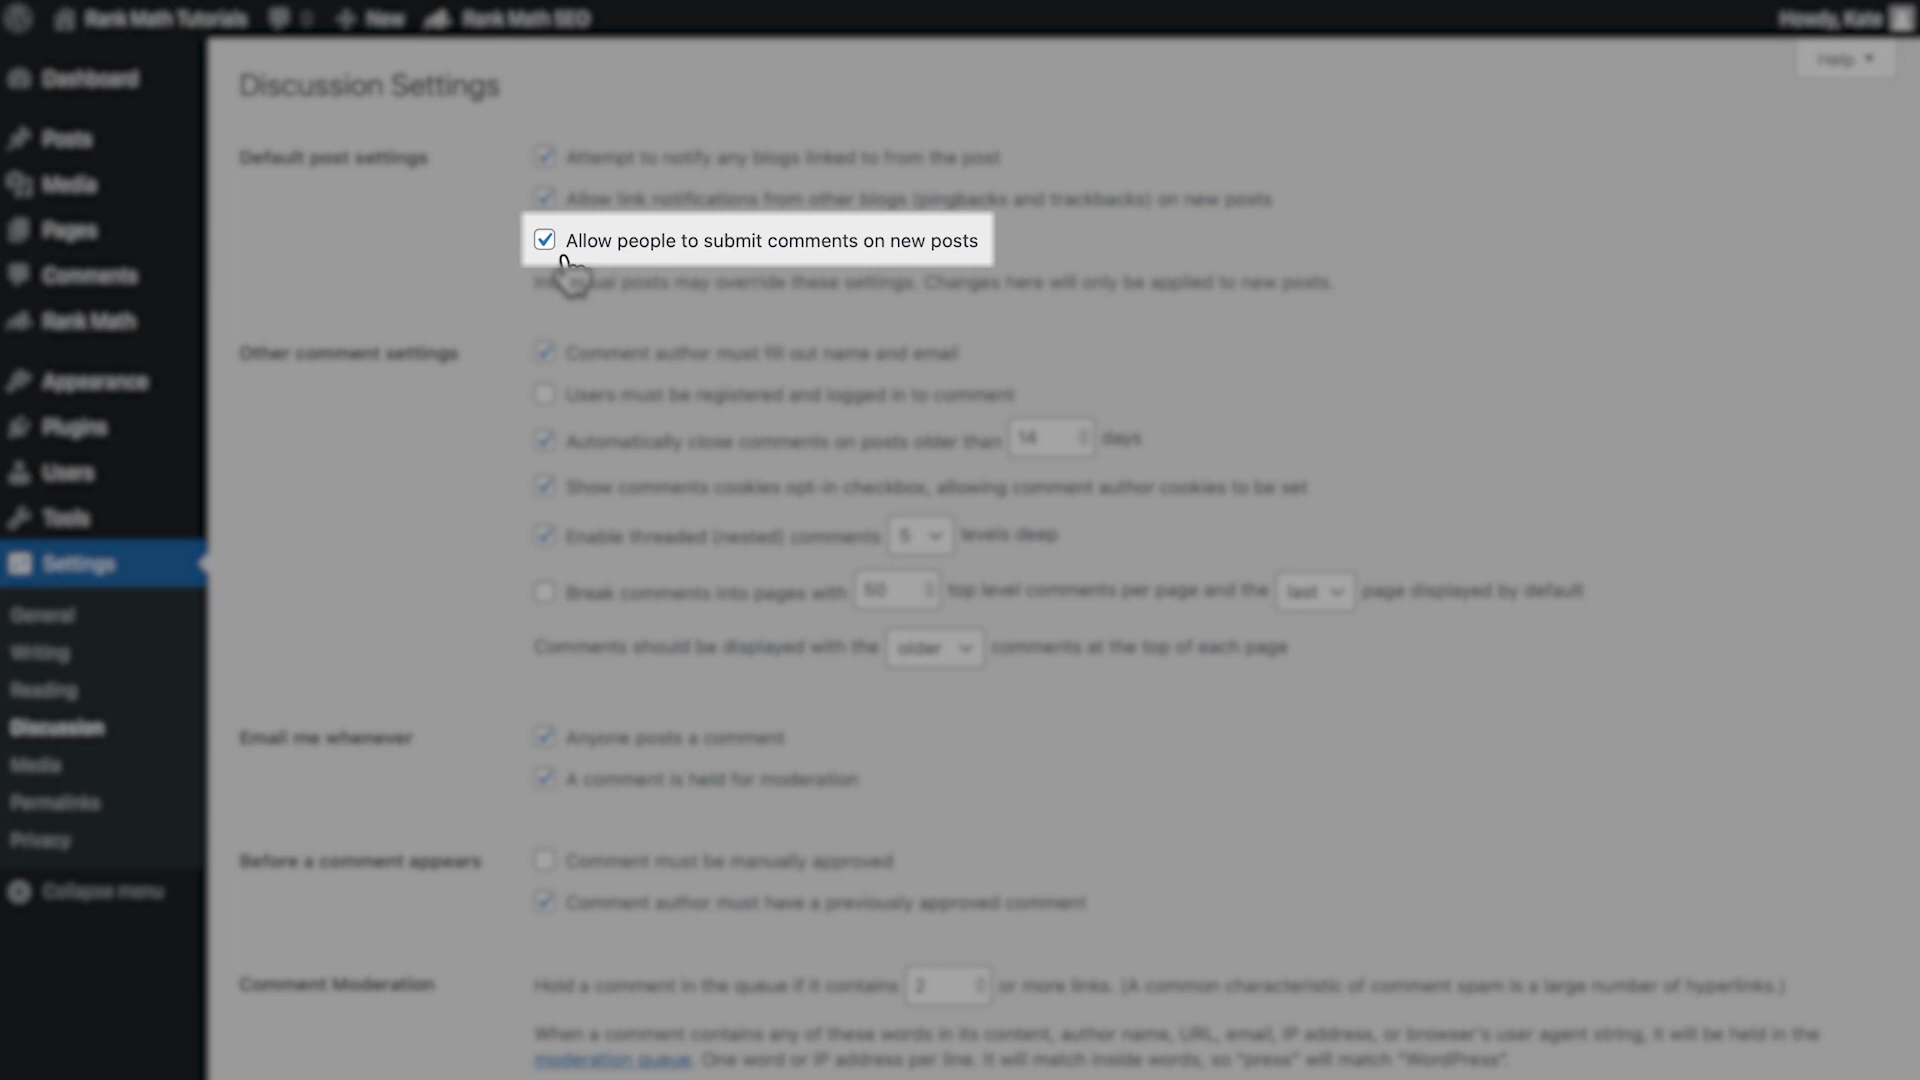 Rank Math Tutorials 0 New Rank Math SEO Howdy, Kate
Help
Dashboard
Posts
Media
Pages
Comments
Rank Math
Appearance
Plugins
Users
Tools
Settings
General
Writing
Reading
Discussion
Media
Permalinks
Privacy
Collapse menu
Discussion Settings
Default post settings
Attempt to notify any blogs linked to from the post
Allow link notifications from other blogs (pingbacks and trackbacks) on new posts
Allow people to submit comments on new posts
posts may override these settings. Changes here will only be applied to new posts.
Other comment settings
Comment author must fill out name and email
Users must be registered and logged in to comment
Automatically close comments on posts older than 14 days
Show comments cookies opt-in checkbox, allowing comment author cookies to be set
Enable threaded (nested) comments 5 levels deep
Break comments into pages with 50 top level comments per page and the last page displayed by default
Comments should be displayed with the older comments at the top of each page
Email me whenever
Anyone posts a comment
A comment is held for moderation
Before a comment appears
Comment must be manually approved
Comment author must have a previously approved comment
Comment Moderation
Hold a comment in the queue if it contains 2 or more links. (A common characteristic of comment spam is a large number of hyperlinks.)
When a comment contains any of these words in its content, author name, URL, email, IP address, or browser's user agent string, it will be held in the
moderation queue. One word or IP address per line. It will match inside words, so "press" will match "WordPress".